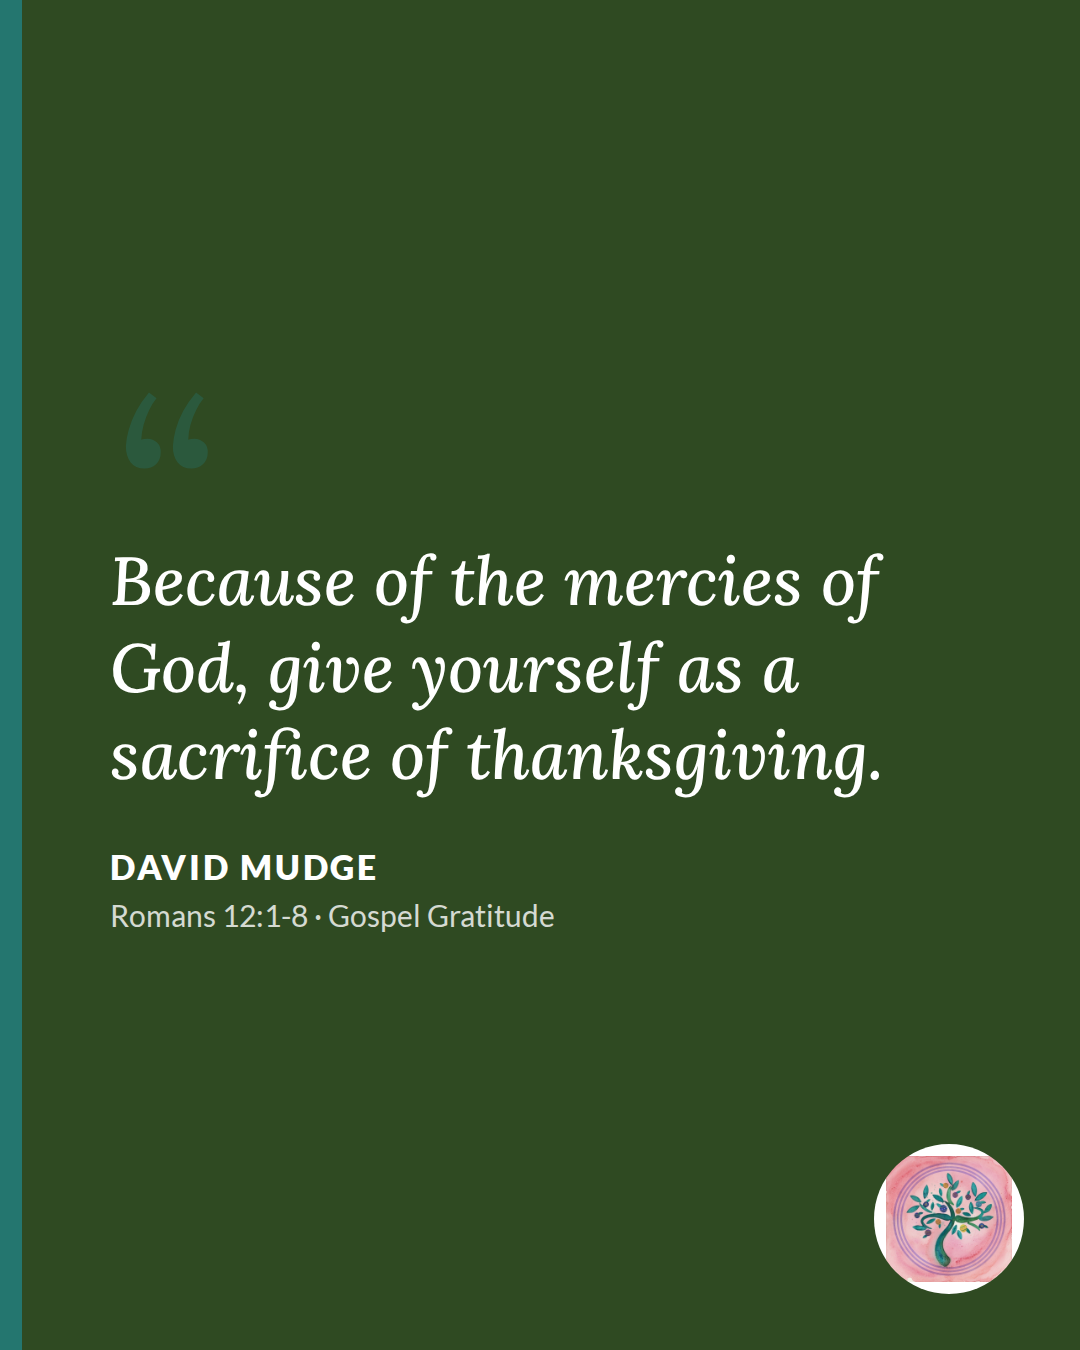 “
Because of the mercies of
God, give yourself as a
sacrifice of thanksgiving.
DAVID MUDGE
Romans 12:1-8 · Gospel Gratitude